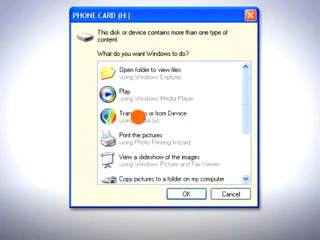 PHONE CARD (H:)
This disk or device contains more than one type of
content.
What do you want Windows to do?
Open folder to view files
using Windows Explorer
Play
using Windows Media Player
or from Device
using
Print the pictures
using Photo Printing Wizard
View a slideshow of the images
using Windows Picture and Fax Viewer
Copy pictures to a folder on my computer
OK
Cancel